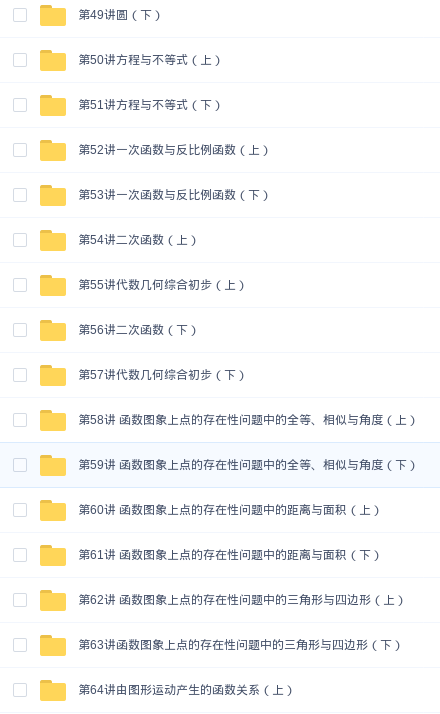 第49讲圆（下）
第50讲方程与不等式（上）
第51讲方程与不等式（下）
第52讲一次函数与反比例函数（上）
第53讲一次函数与反比例函数（下）
第54讲二次函数（上）
第55讲代数几何综合初步（上）
第56讲二次函数（下）
第57讲代数几何综合初步（下）
第58讲 函数图象上点的存在性问题中的全等、相似与角度（上）
第59讲 函数图象上点的存在性问题中的全等、相似与角度（下）
第60讲 函数图象上点的存在性问题中的距离与面积（上）
第61讲 函数图象上点的存在性问题中的距离与面积（下）
第62讲 函数图象上点的存在性问题中的三角形与四边形（上）
第63讲函数图象上点的存在性问题中的三角形与四边形（下）
第64讲由图形运动产生的函数关系（上）